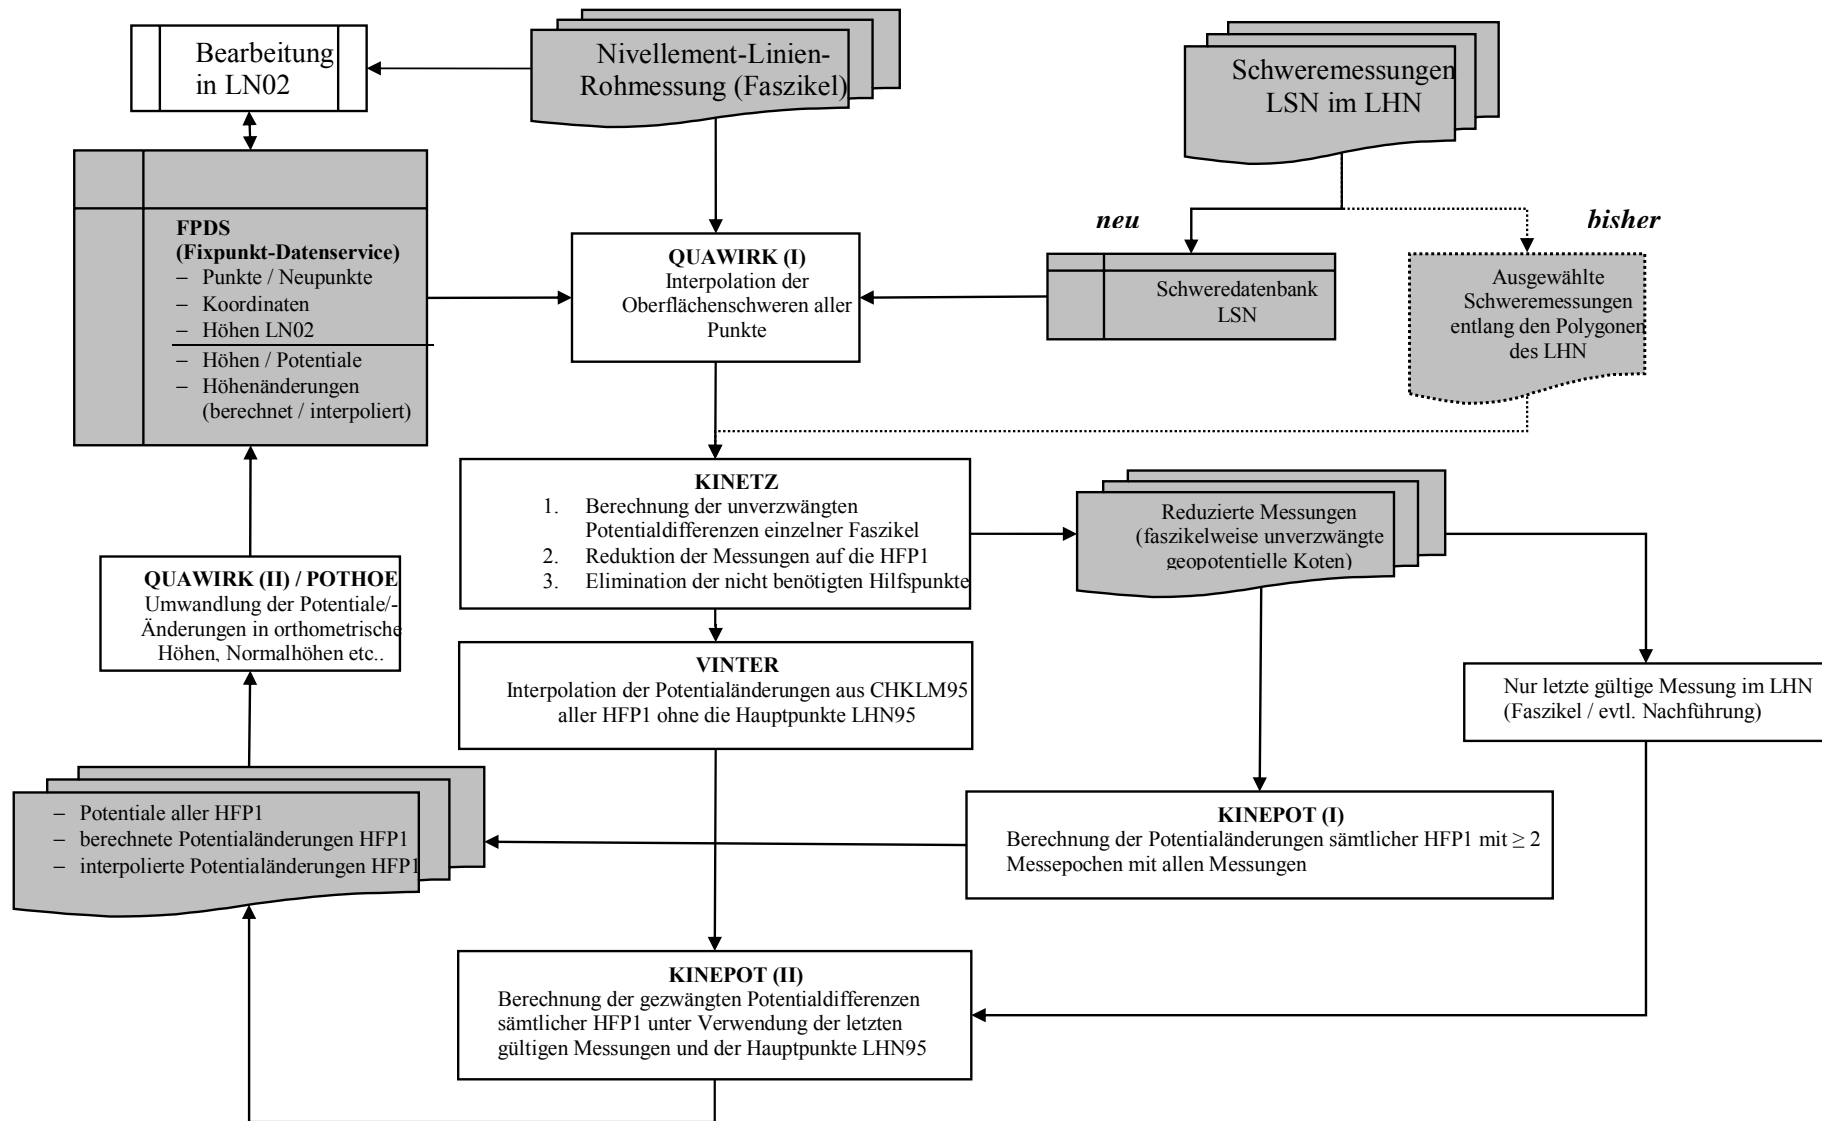 Bearbeitung
in LN02
Nivellement-Linien-
Rohmessung (Faszikel)
Schweremessungen
LSN im LHN
neu
bisher
FPDS
(Fixpunkt-Datenservice)
– Punkte / Neupunkte
– Koordinaten
– Höhen LN02
– Höhen / Potentiale
– Höhenänderungen
(berechnet / interpoliert)
QUAWIRK (I)
Interpolation der
Oberflächenschweren aller
Punkte
Schweredatenbank
LSN
Ausgewählte
Schweremessungen
entlang den Polygonen
des LHN
KINETZ
1. Berechnung der unverzwängten
Potentialdifferenzen einzelner Faszikel
2. Reduktion der Messungen auf die HFP1
3. Elimination der nicht benötigten Hilfspunkte
Reduzierte Messungen
(faszikelweise unverzwängte
geopotentielle Koten)
QUAWIRK (II) / POTHOE
Umwandlung der Potentiale/-
Änderungen in orthometrische
Höhen, Normalhöhen etc..
VINTER
Interpolation der Potentialänderungen aus CHKLM95
aller HFP1 ohne die Hauptpunkte LHN95
Nur letzte gültige Messung im LHN
(Faszikel / evtl. Nachführung)
– Potentiale aller HFP1
– berechnete Potentialänderungen HFP1
– interpolierte Potentialänderungen HFP1
KINEPOT (I)
Berechnung der Potentialänderungen sämtlicher HFP1 mit ≥ 2
Messepochen mit allen Messungen
KINEPOT (II)
Berechnung der gezwängten Potentialdifferenzen
sämtlicher HFP1 unter Verwendung der letzten
gültigen Messungen und der Hauptpunkte LHN95